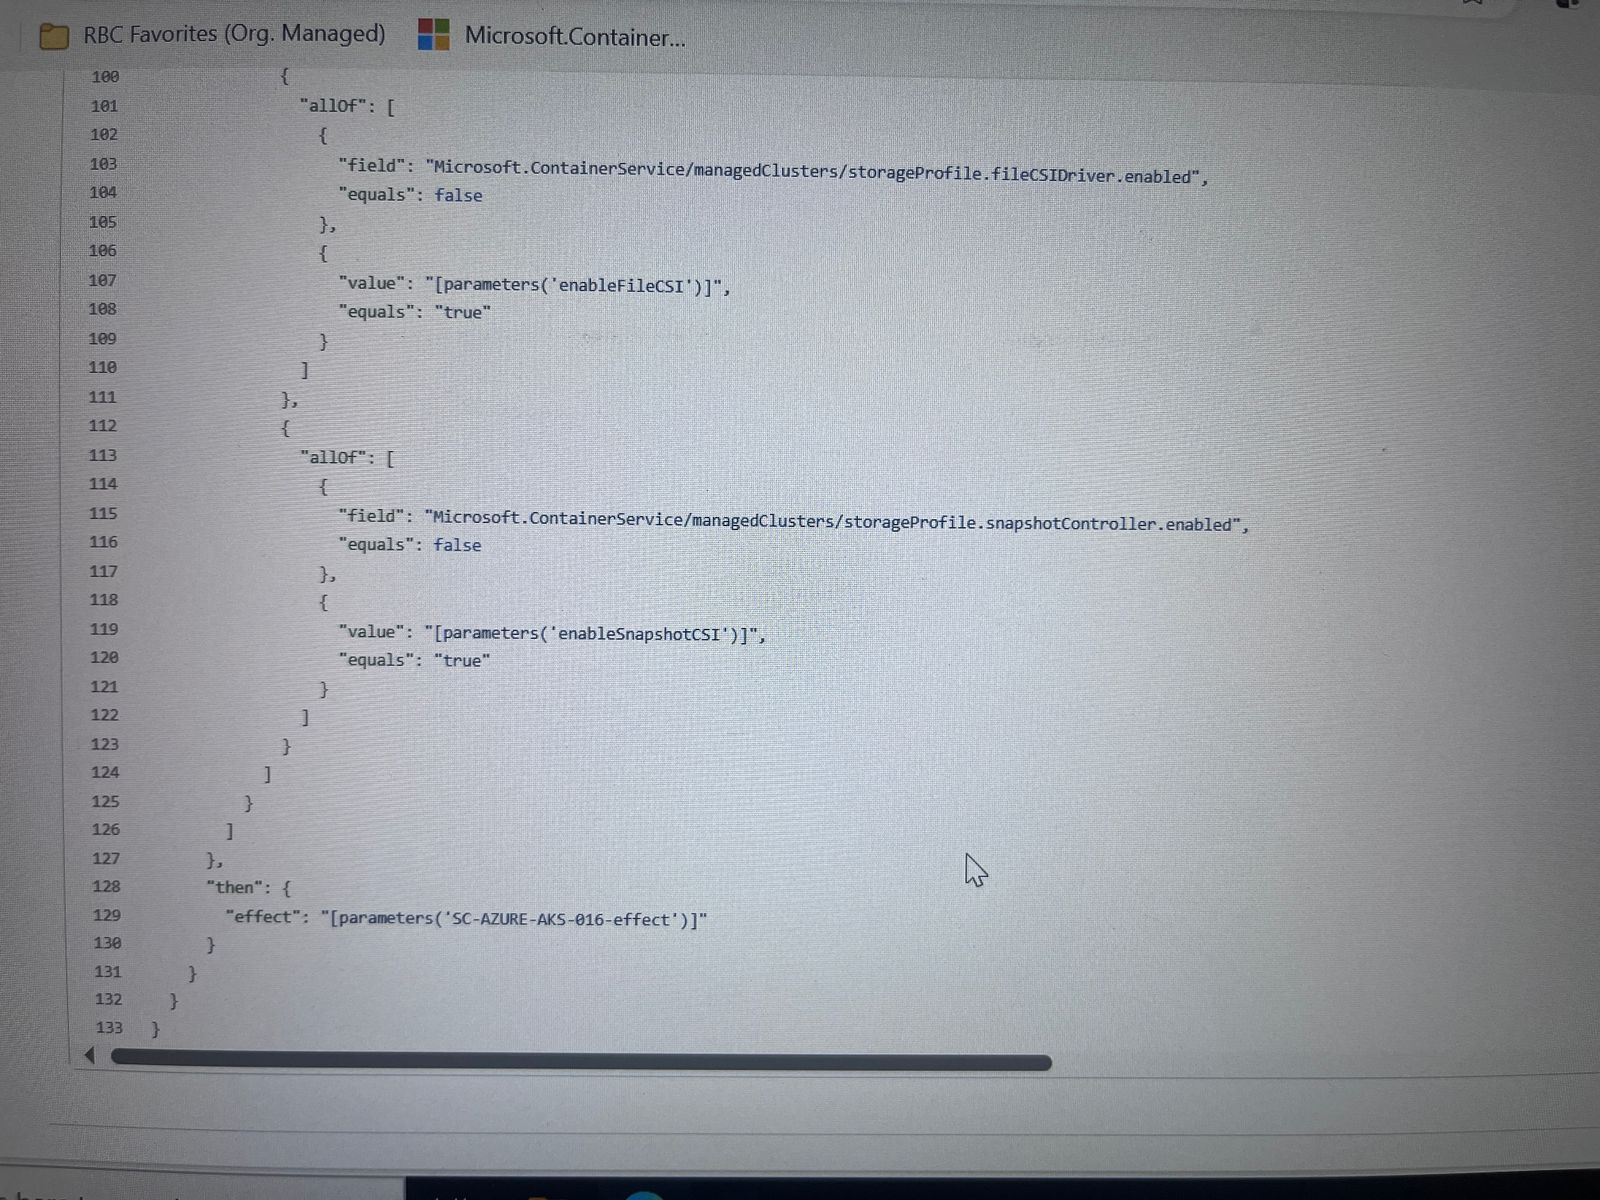 RBC Favorites (Org. Managed) Microsoft.Container...
100 {
101 "allOf": [
102 {
103 "field": "Microsoft.ContainerService/managedClusters/storageProfile.fileCSIDriver.enabled",
104 "equals": false
105 },
106 {
107 "value": "[parameters('enableFileCSI')]",
108 "equals": "true"
109 }
110 ]
111 },
112 {
113 "allOf": [
114 {
115 "field": "Microsoft.ContainerService/managedClusters/storageProfile.snapshotController.enabled",
116 "equals": false
117 },
118 {
119 "value": "[parameters('enableSnapshotCSI')]",
120 "equals": "true"
121 }
122 ]
123 }
124 ]
125 }
126 ]
127 },
128 "then": {
129 "effect": "[parameters('SC-AZURE-AKS-016-effect')]"
130 }
131 }
132 }
133 }